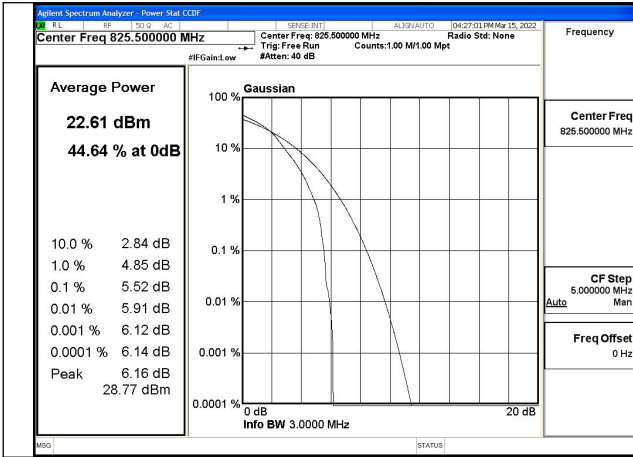 Agilent Spectrum Analyzer - Power Stat CCDF
RL RF 50 Ω AC SENSE:INT ALIGN AUTO 04:27:01 PM Mar 15, 2022
Center Freq 825.500000 MHz
Center Freq: 825.500000 MHz Radio Std: None
Trig: Free Run Counts:1.00 M/1.00 Mpt
#IFGain:Low #Atten: 40 dB
Frequency
Average Power
22.61 dBm
44.64 % at 0dB
10.0 % 2.84 dB
1.0 % 4.85 dB
0.1 % 5.52 dB
0.01 % 5.91 dB
0.001 % 6.12 dB
0.0001 % 6.14 dB
Peak 6.16 dB
28.77 dBm
Gaussian
100 %
10 %
1 %
0.1 %
0.01 %
0.001 %
0.0001 %
0 dB 20 dB
Info BW 3.0000 MHz
Center Freq
825.500000 MHz
CF Step
5.000000 MHz
Auto Man
Freq Offset
0 Hz
MSG STATUS